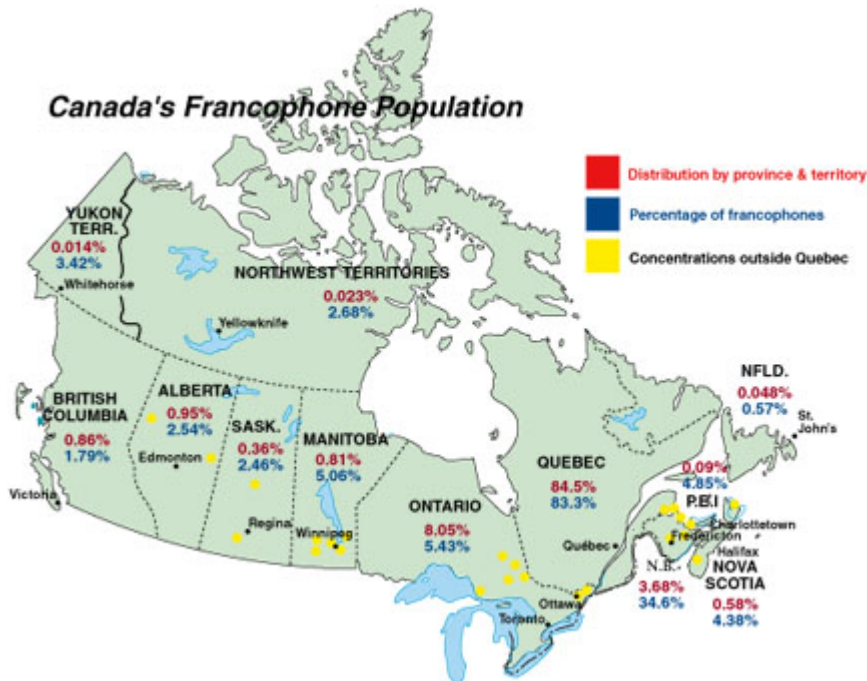 Canada's Francophone Population
Distribution by province & territory
Percentage of francophones
Concentrations outside Quebec
YUKON
TERR.
0.014%
3.42%
Whitehorse
NORTHWEST TERRITORIES
0.023%
2.68%
Yellowknife
BRITISH
COLUMBIA
0.86%
1.79%
Victoria
ALBERTA
0.95%
2.54%
Edmonton
SASK.
0.36%
2.46%
Regina
MANITOBA
0.81%
5.06%
Winnipeg
ONTARIO
8.05%
5.43%
Ottawa
Toronto
QUEBEC
84.5%
83.3%
Québec
NFLD.
0.048%
0.57%
St.
John's
0.09%
4.85%
P.E.I
Charlottetown
Fredericton
Halifax
N.B.
3.68%
34.6%
NOVA
SCOTIA
0.58%
4.38%